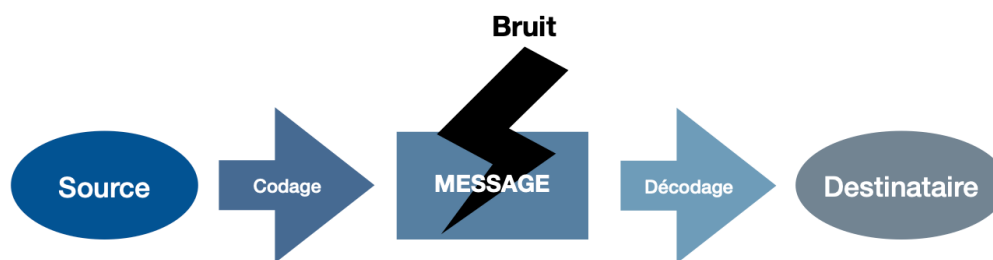 Bruit
Source
Codage
MESSAGE
Décodage
Destinataire